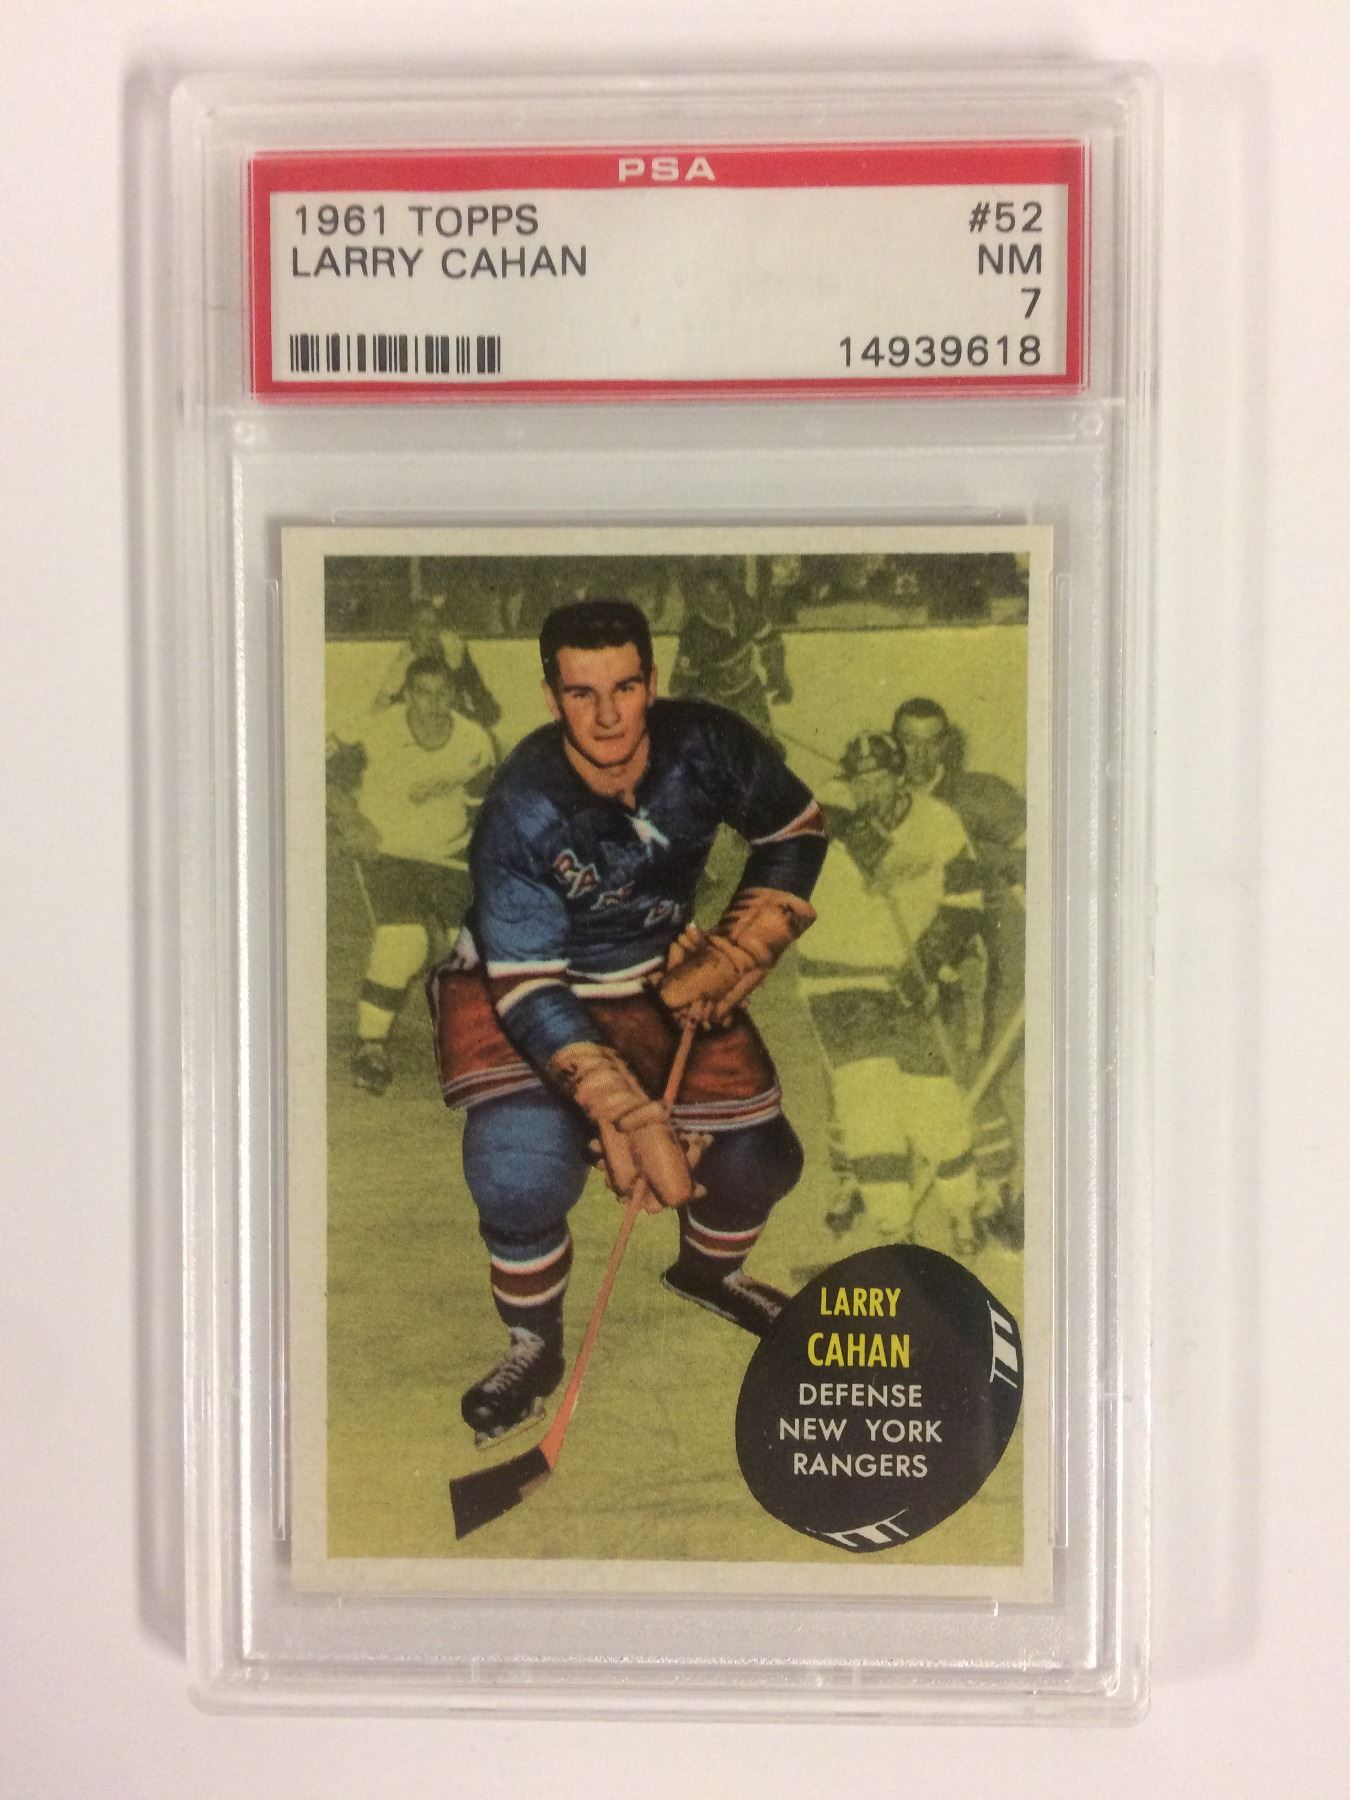 PSA
1961 TOPPS #52
LARRY CAHAN NM
7
14939618
LARRY
CAHAN
DEFENSE
NEW YORK
RANGERS